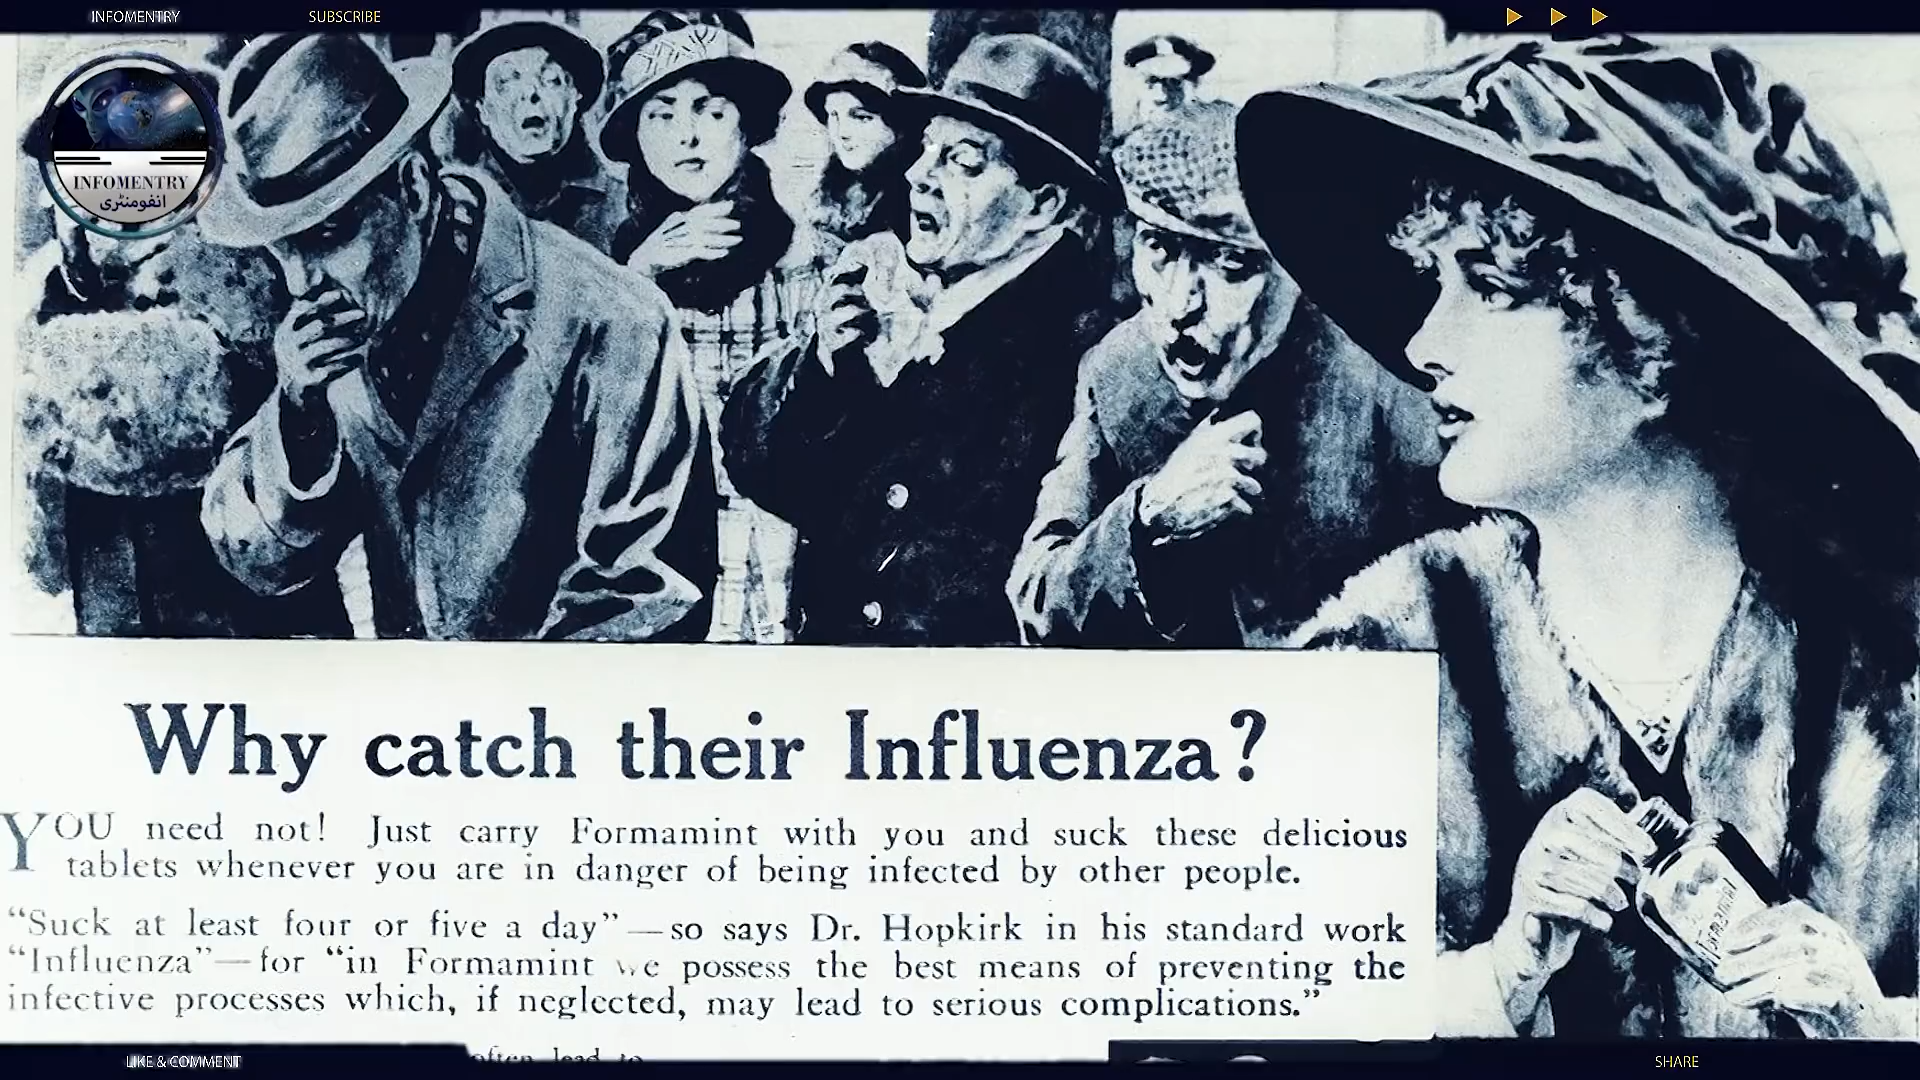 INFOMENTRY
SUBSCRIBE
INFOMENTRY
انفومنٹری
Why catch their Influenza?
YOU need not! Just carry Formamint with you and suck these delicious
tablets whenever you are in danger of being infected by other people.
“Suck at least four or five a day”—so says Dr. Hopkirk in his standard work
“Influenza”—for “in Formamint we possess the best means of preventing the
infective processes which, if neglected, may lead to serious complications.”
often lead to
LIKE & COMMENT
SHARE